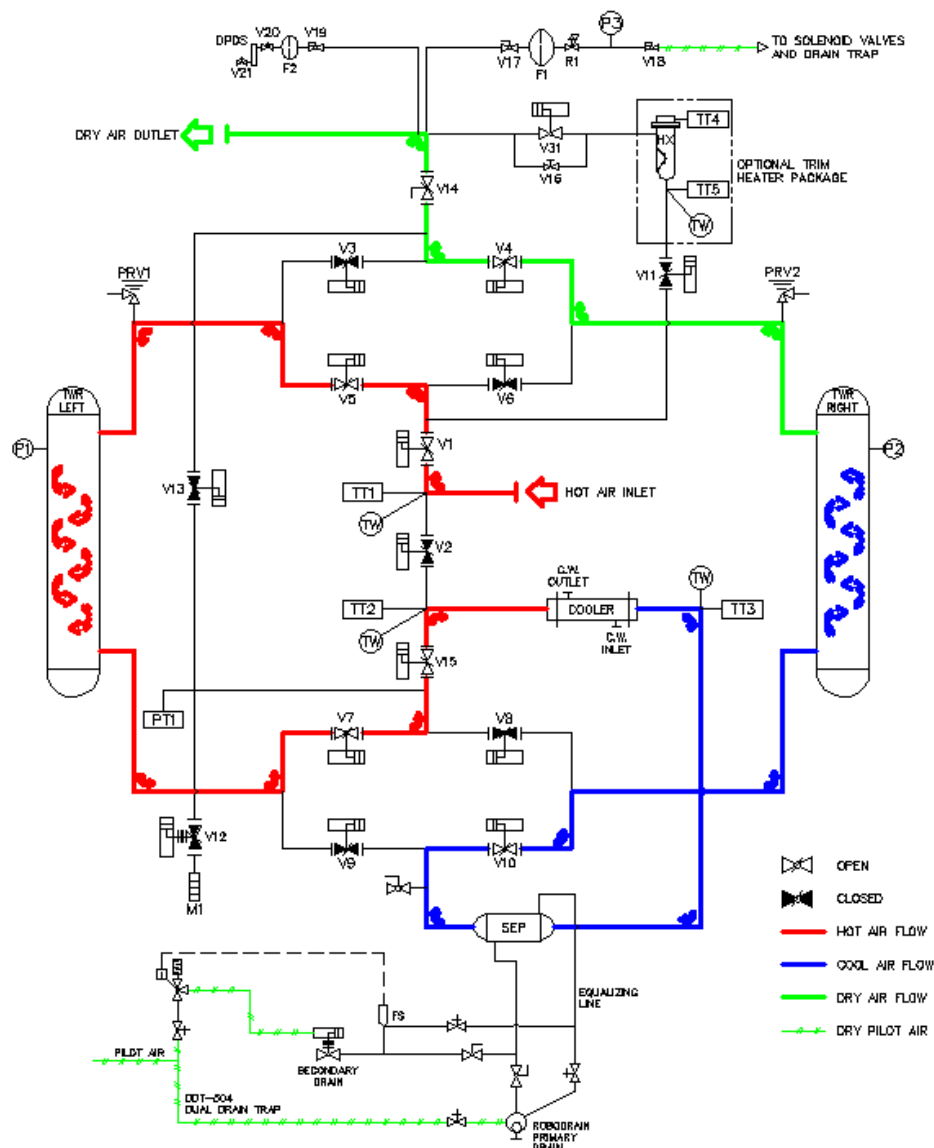 DPDS
V20
V19
V21
F2
V17
F1
R1
P3
V18
TO SOLENOID VALVES
AND DRAIN TRAP
DRY AIR OUTLET
V31
V16
HX
TT4
TT5
TW
OPTIONAL TRIM
HEATER PACKAGE
V14
V3
V4
V11
PRV1
PRV2
V5
V6
TWR
LEFT
TWR
RIGHT
P1
P2
V1
V13
TT1
HOT AIR INLET
TW
V2
C.W.
OUTLET
TW
TT2
COOLER
TT3
TW
C.W.
INLET
V15
PT1
V7
V8
V12
V9
V10
M1
OPEN
CLOSED
SEP
HOT AIR FLOW
COOL AIR FLOW
EQUALIZING
LINE
DRY AIR FLOW
FS
DRY PILOT AIR
PILOT AIR
SECONDARY
DRAIN
DDT-504
DUAL DRAIN TRAP
ROBODRAIN
PRIMARY
DRAIN